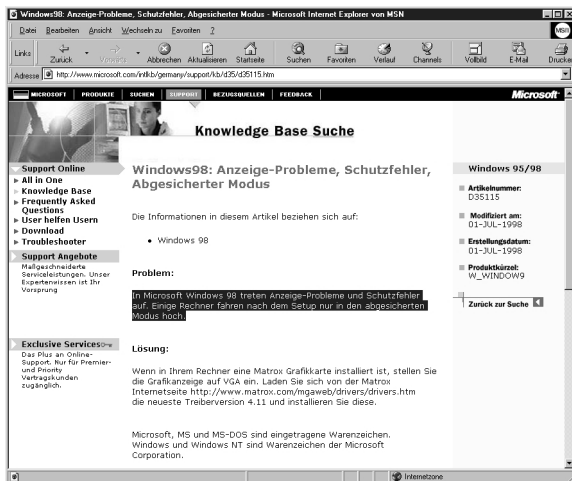 Windows98: Anzeige-Probleme, Schutzfehler, Abgesicherter Modus - Microsoft Internet Explorer von MSN
Datei Bearbeiten Ansicht Wechseln zu Favoriten ?
Links Zurück Vorwärts Abbrechen Aktualisieren Startseite Suchen Favoriten Verlauf Channels Vollbild E-Mail Drucken
Adresse http://www.microsoft.com/intlkb/germany/support/kb/d35/d35115.htm
MICROSOFT PRODUKTE SUCHEN SUPPORT BEZUGSQUELLEN FEEDBACK Microsoft
Knowledge Base Suche
Support Online
All in One
Knowledge Base
Frequently Asked
Questions
User helfen Usern
Download
Troubleshooter
Support Angebote
Maßgeschneiderte
Serviceleistungen. Unser
Expertenwissen ist Ihr
Vorsprung
Exclusive Services
Das Plus an Online-
Support. Nur für Premier-
und Priority
Vertragskunden
zugänglich.
Windows98: Anzeige-Probleme, Schutzfehler,
Abgesicherter Modus
Die Informationen in diesem Artikel beziehen sich auf:
• Windows 98
Problem:
In Microsoft Windows 98 treten Anzeige-Probleme und Schutzfehler
auf. Einige Rechner fahren nach dem Setup nur in den abgesicherten
Modus hoch.
Lösung:
Wenn in Ihrem Rechner eine Matrox Grafikkarte installiert ist, stellen Sie
die Grafikanzeige auf VGA ein. Laden Sie sich von der Matrox
Internetseite http://www.matrox.com/mgaweb/drivers/drivers.htm
die neueste Treiberversion 4.11 und installieren Sie diese.
Microsoft, MS und MS-DOS sind eingetragene Warenzeichen.
Windows und Windows NT sind Warenzeichen der Microsoft
Corporation.
Windows 95/98
Artikelnummer:
D35115
Modifiziert am:
01-JUL-1998
Erstellungsdatum:
01-JUL-1998
Produktkürzel:
W_WINDOW9
Zurück zur Suche
Internetzone